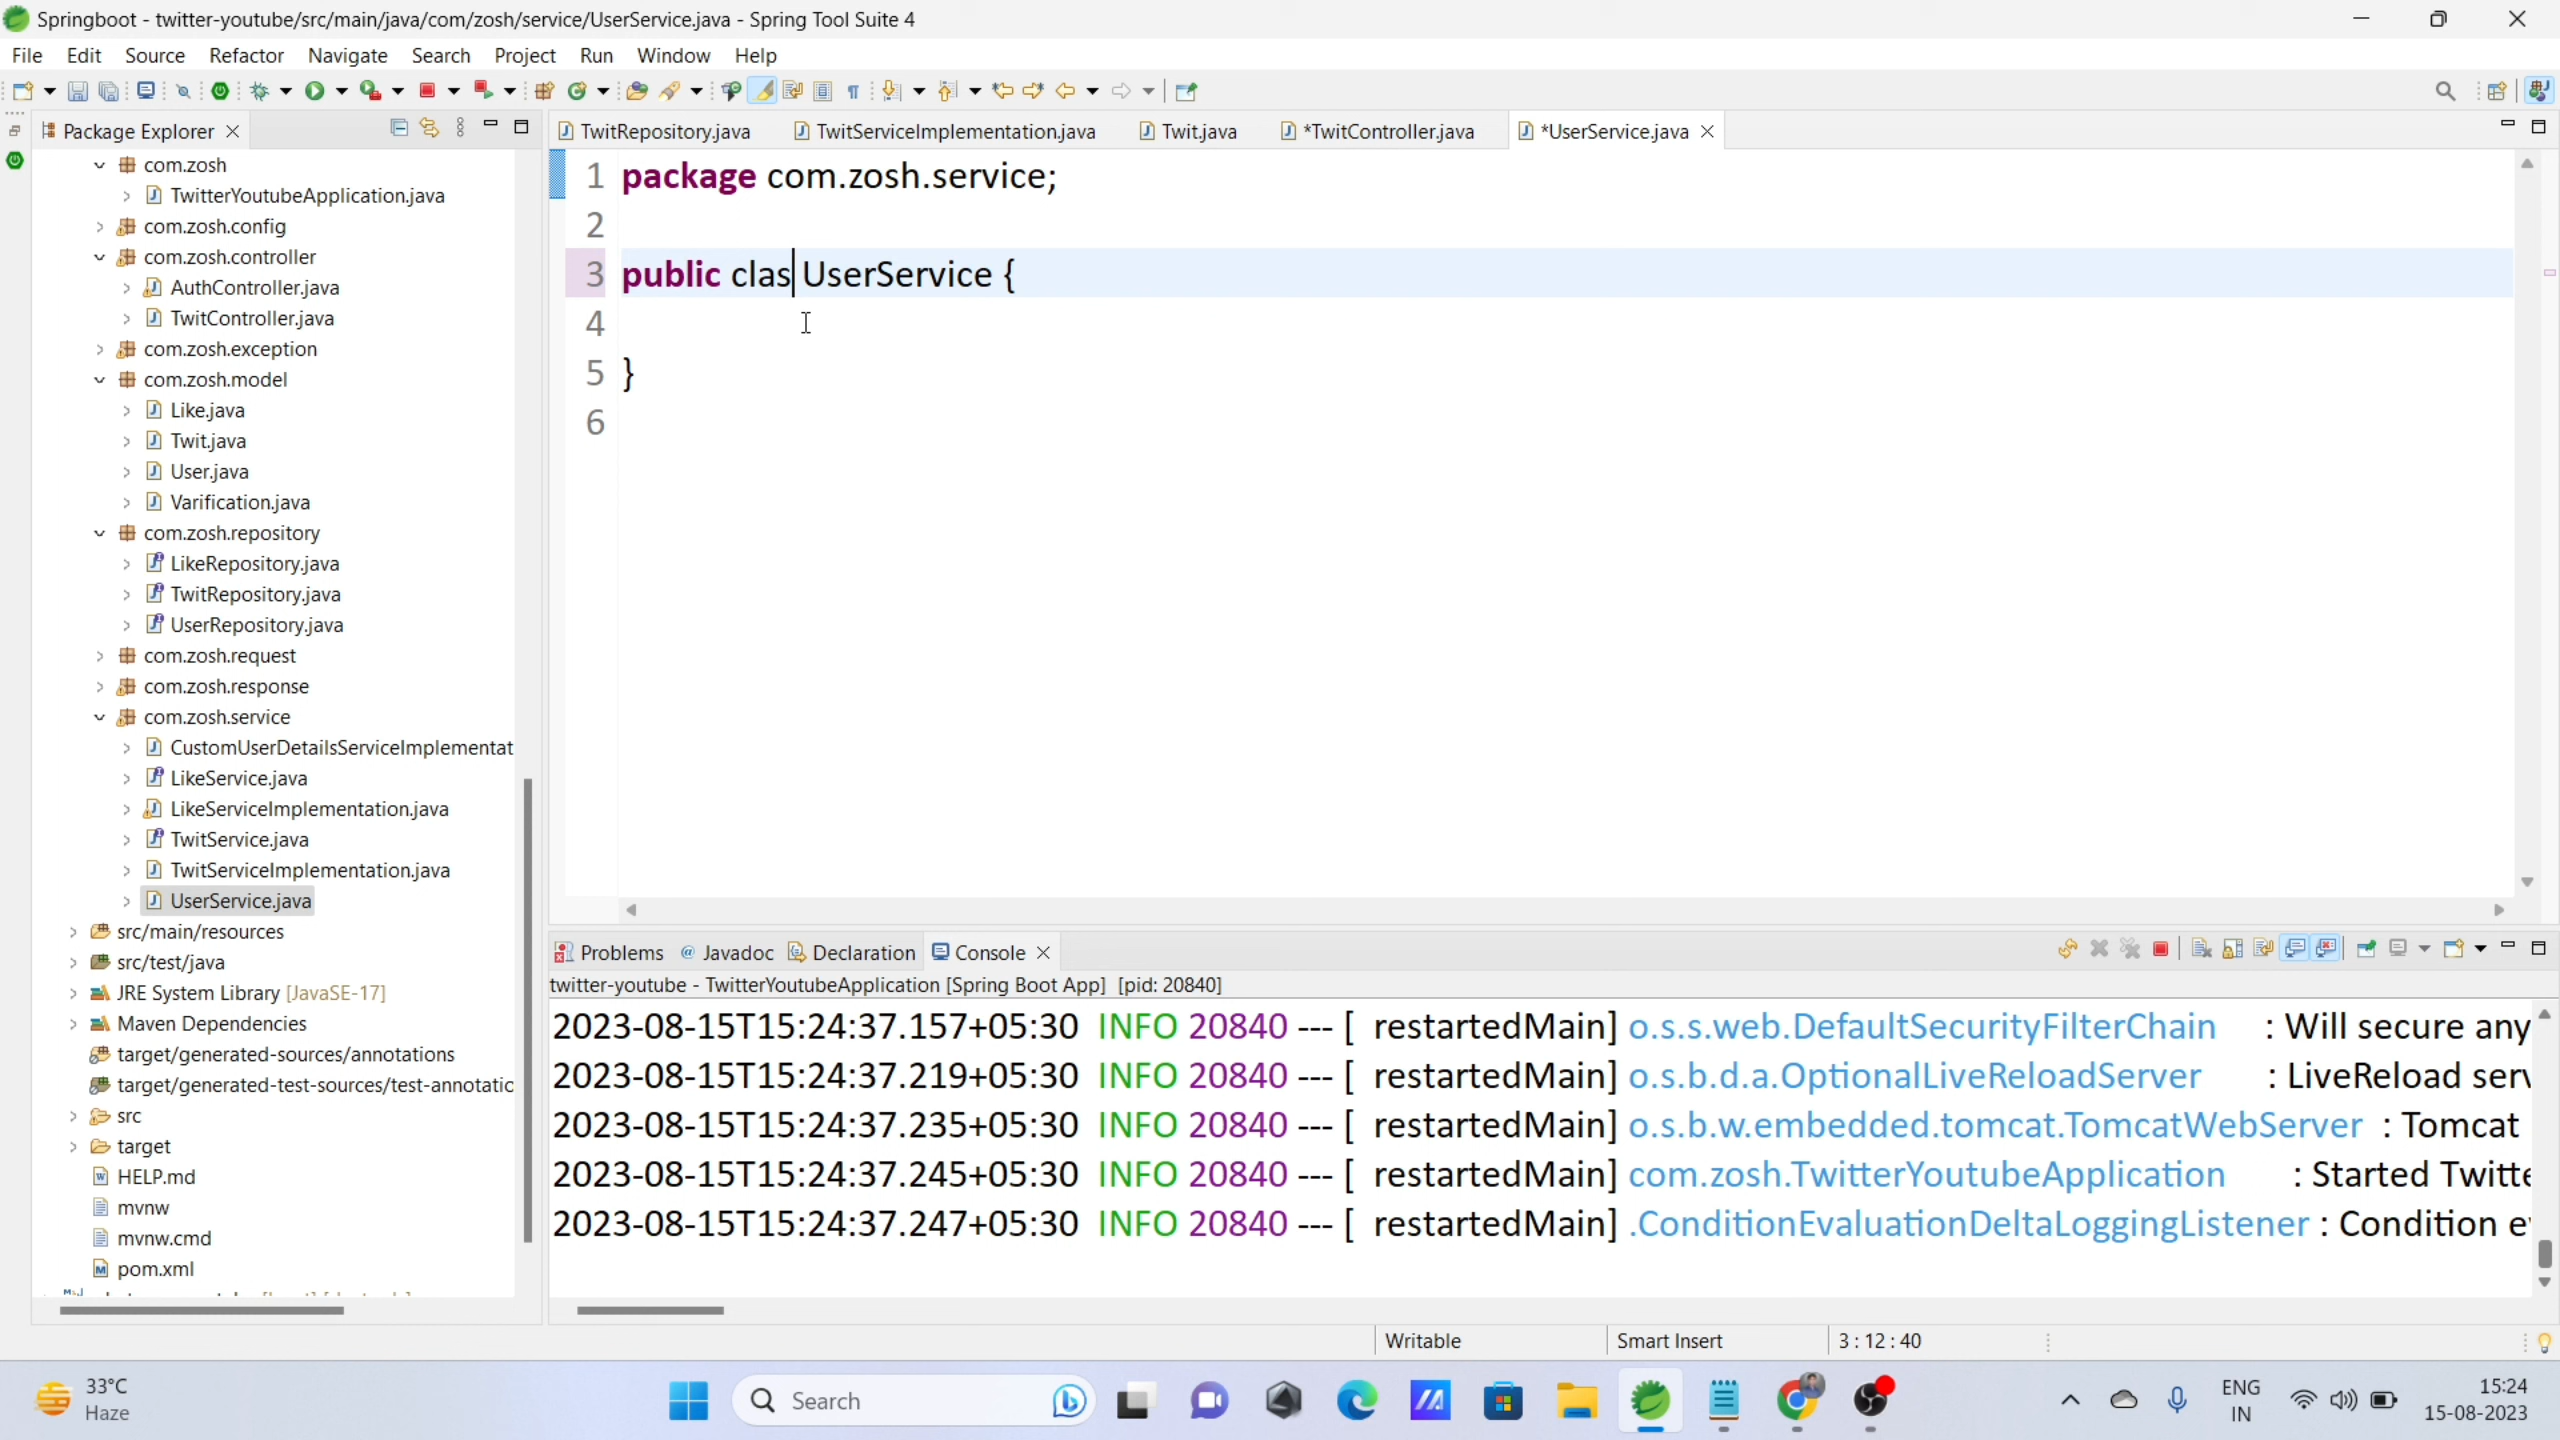 Springboot - twitter-youtube/src/main/java/com/zosh/service/UserService.java - Spring Tool Suite 4
File Edit Source Refactor Navigate Search Project Run Window Help
Package Explorer
TwitRepository.java TwitServiceImplementation.java Twit.java *TwitController.java *UserService.java
com.zosh
TwitterYoutubeApplication.java
com.zosh.config
com.zosh.controller
AuthController.java
TwitController.java
com.zosh.exception
com.zosh.model
Like.java
Twit.java
User.java
Varification.java
com.zosh.repository
LikeRepository.java
TwitRepository.java
UserRepository.java
com.zosh.request
com.zosh.response
com.zosh.service
CustomUserDetailsServiceImplementat
LikeService.java
LikeServiceImplementation.java
TwitService.java
TwitServiceImplementation.java
UserService.java
src/main/resources
src/test/java
JRE System Library [JavaSE-17]
Maven Dependencies
target/generated-sources/annotations
target/generated-test-sources/test-annotatic
src
target
HELP.md
mvnw
mvnw.cmd
pom.xml
1 package com.zosh.service;
2
3 public clas UserService {
4
5 }
6
Problems @ Javadoc Declaration Console
twitter-youtube - TwitterYoutubeApplication [Spring Boot App] [pid: 20840]
2023-08-15T15:24:37.157+05:30 INFO 20840 --- [ restartedMain] o.s.s.web.DefaultSecurityFilterChain : Will secure any
2023-08-15T15:24:37.219+05:30 INFO 20840 --- [ restartedMain] o.s.b.d.a.OptionalLiveReloadServer : LiveReload serv
2023-08-15T15:24:37.235+05:30 INFO 20840 --- [ restartedMain] o.s.b.w.embedded.tomcat.TomcatWebServer : Tomcat
2023-08-15T15:24:37.245+05:30 INFO 20840 --- [ restartedMain] com.zosh.TwitterYoutubeApplication : Started Twitte
2023-08-15T15:24:37.247+05:30 INFO 20840 --- [ restartedMain] .ConditionEvaluationDeltaLoggingListener : Condition e
Writable Smart Insert 3 : 12 : 40
33°C
Haze
Search
ENG
IN
15:24
15-08-2023